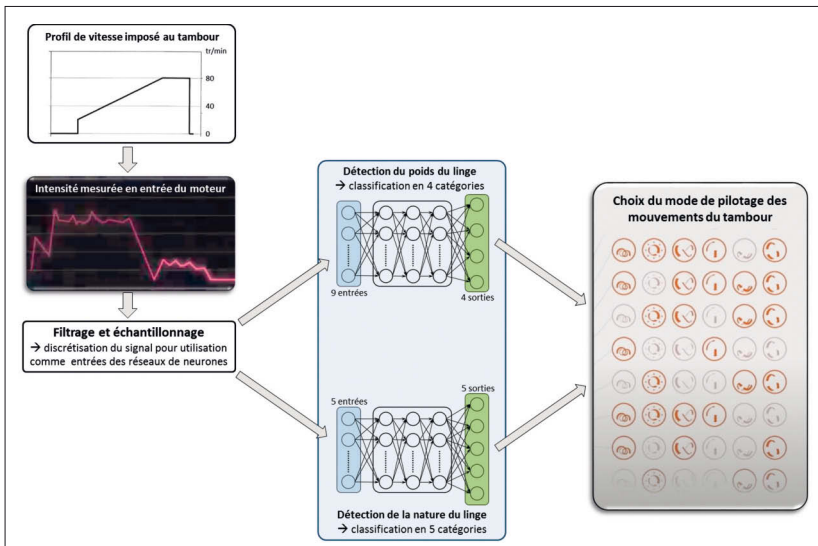 Profil de vitesse imposé au tambour
tr/min
80
40
0
Intensité mesurée en entrée du moteur
Filtrage et échantillonnage
→ discrétisation du signal pour utilisation
comme entrées des réseaux de neurones
Détection du poids du linge
→ classification en 4 catégories
9 entrées
4 sorties
5 entrées
5 sorties
Détection de la nature du linge
→ classification en 5 catégories
Choix du mode de pilotage des
mouvements du tambour